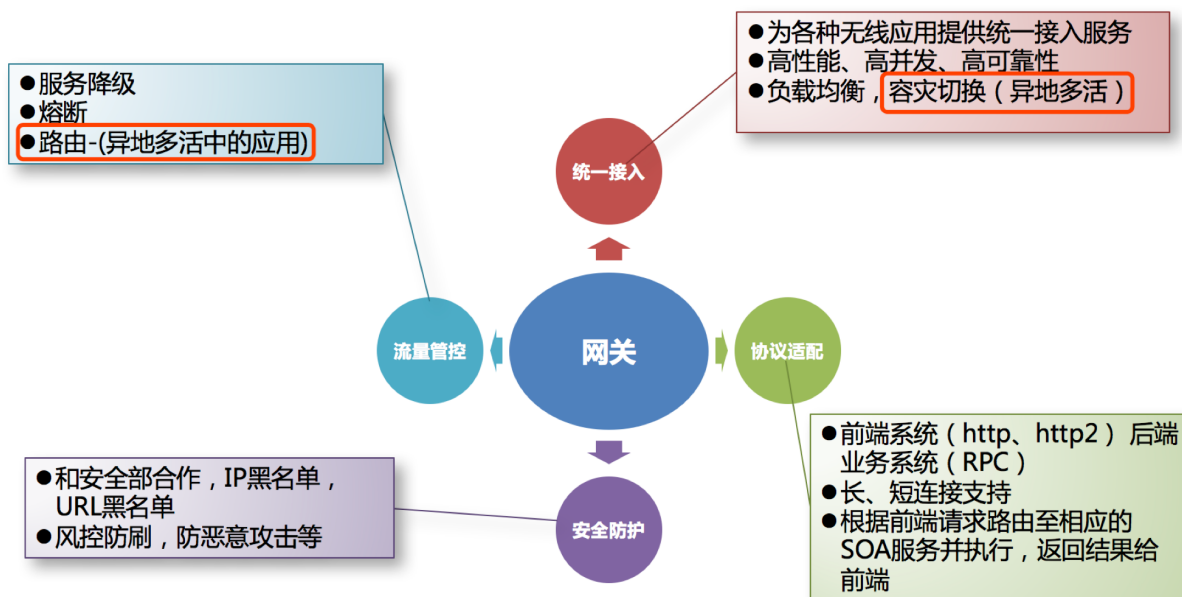 ●为各种无线应用提供统一接入服务
●高性能、高并发、高可靠性
●负载均衡，容灾切换（异地多活）
●服务降级
●熔断
●路由-(异地多活中的应用)
统一接入
流量管控
网关
协议适配
●前端系统（http、http2） 后端
业务系统（RPC）
●长、短连接支持
●根据前端请求路由至相应的
SOA服务并执行，返回结果给
前端
●和安全部合作，IP黑名单，
URL黑名单
●风控防刷，防恶意攻击等
安全防护